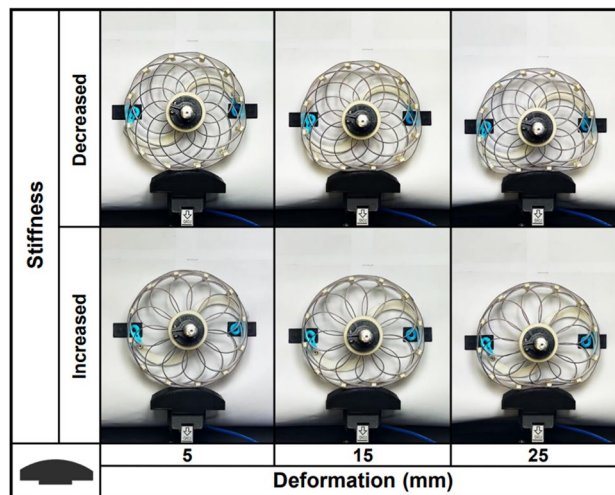 Stiffness
Decreased
Increased
5 15 25
Deformation (mm)